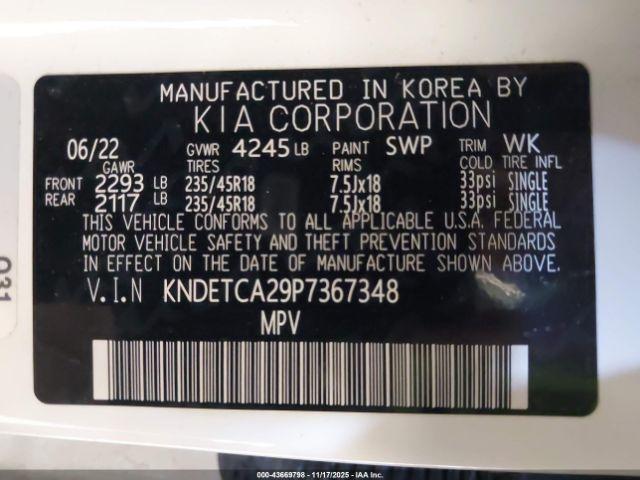 MANUFACTURED IN KOREA BY
KIA CORPORATION
06/22 GVWR 4245 LB PAINT SWP TRIM WK
GAWR TIRES RIMS COLD TIRE INFL
FRONT 2293 LB 235/45R18 7.5Jx18 33psi SINGLE
REAR 2117 LB 235/45R18 7.5Jx18 33psi SINGLE
THIS VEHICLE CONFORMS TO ALL APPLICABLE U.S.A. FEDERAL
MOTOR VEHICLE SAFETY AND THEFT PREVENTION STANDARDS
IN EFFECT ON THE DATE OF MANUFACTURE SHOWN ABOVE.
V.I.N KNDETCA29P7367348
MPV
031
000-43669798 - 11/17/2025 - IAA Inc.